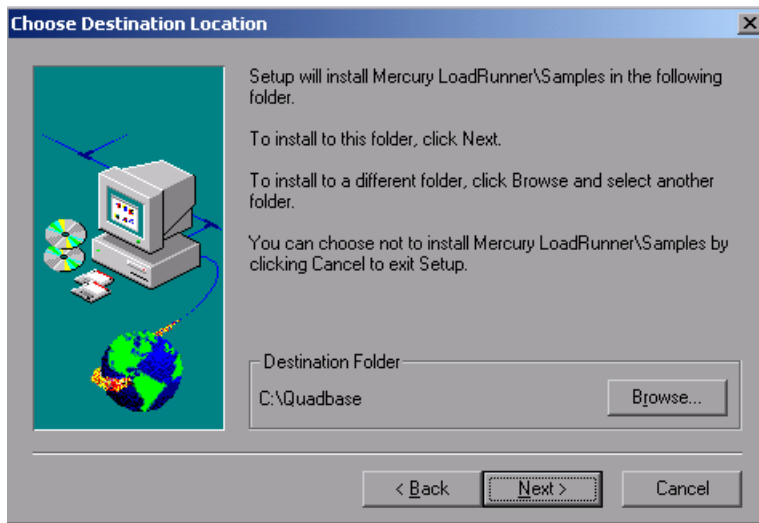 Choose Destination Location
Setup will install Mercury LoadRunner\Samples in the following
folder.
To install to this folder, click Next.
To install to a different folder, click Browse and select another
folder.
You can choose not to install Mercury LoadRunner\Samples by
clicking Cancel to exit Setup.
Destination Folder
C:\Quadbase
Browse...
< Back
Next >
Cancel